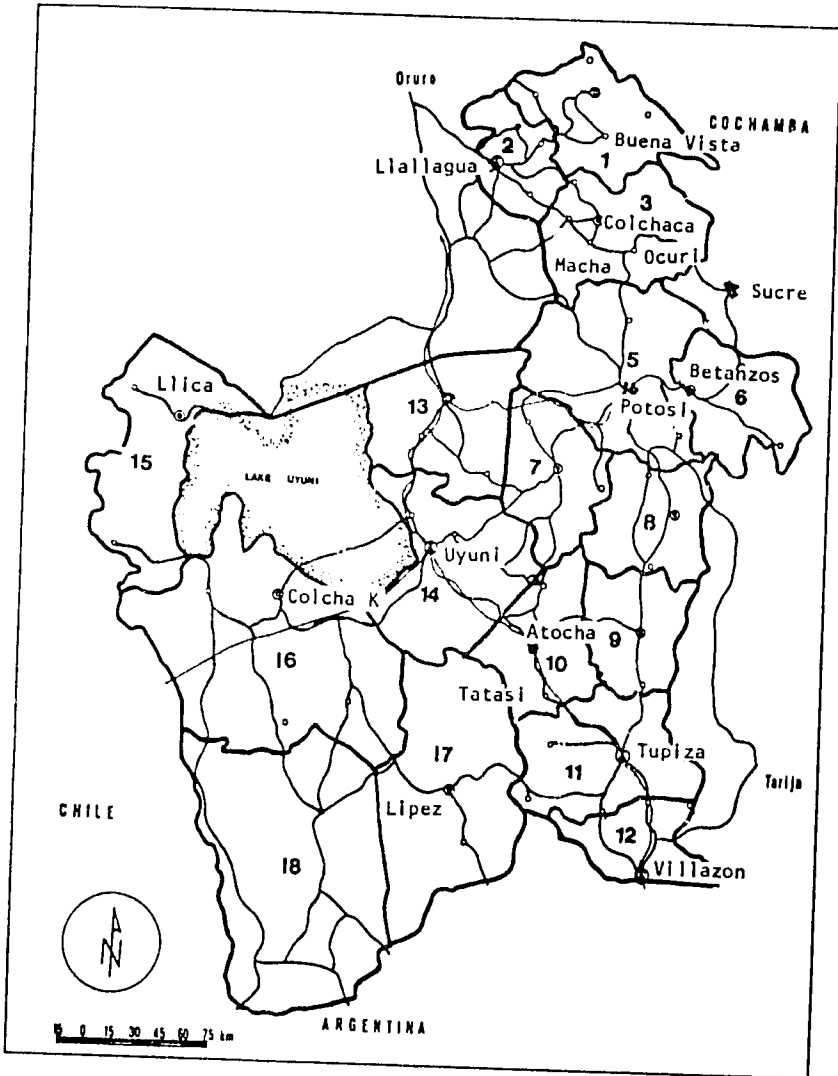 Oruro
COCHAMBA
2
Buena Vista
1
Llallagua
3
Colchaca
Ocuri
Macha
Sucre
5
Betanzos
6
Potosi
Llica
13
15
LAKE UYUNI
7
8
Uyuni
Colcha K
14
Atocha
9
16
10
Tatasi
17
Tupiza
11
Tarija
CHILE
Lipez
12
Villazon
18
N
ARGENTINA
15 0 15 30 45 60 75 km